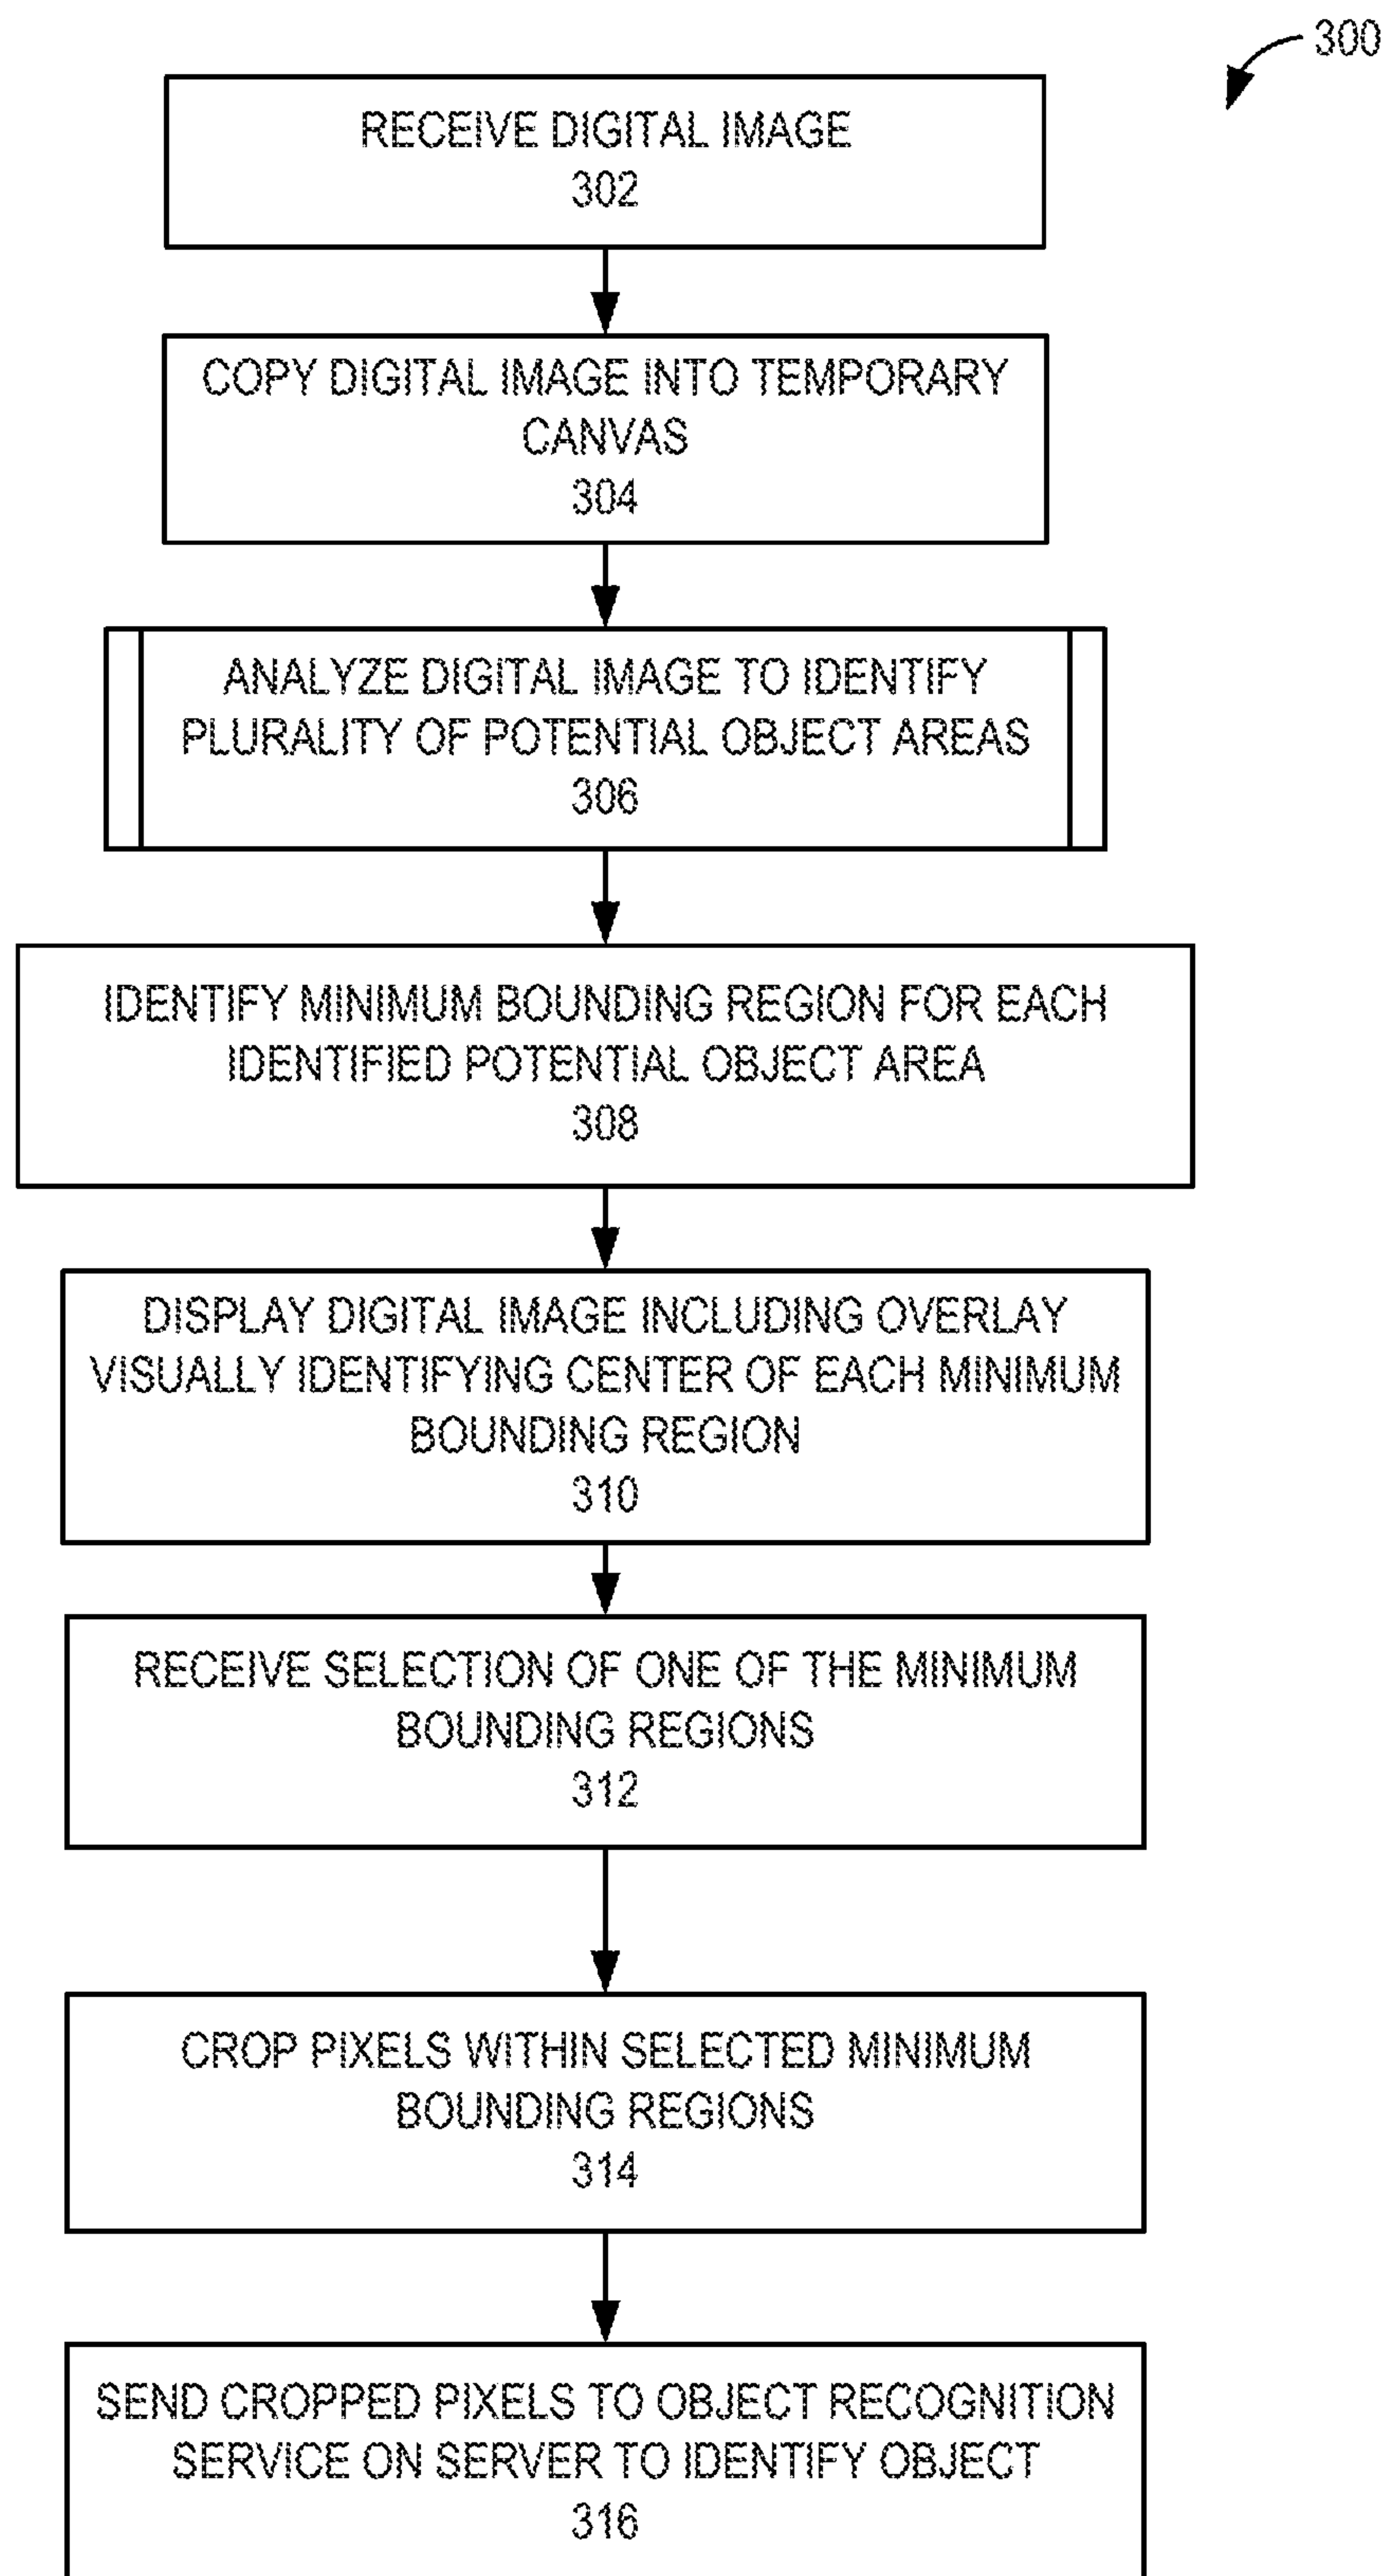 300
RECEIVE DIGITAL IMAGE
302
COPY DIGITAL IMAGE INTO TEMPORARY
CANVAS
304
ANALYZE DIGITAL IMAGE TO IDENTIFY
PLURALITY OF POTENTIAL OBJECT AREAS
306
IDENTIFY MINIMUM BOUNDING REGION FOR EACH
IDENTIFIED POTENTIAL OBJECT AREA
308
DISPLAY DIGITAL IMAGE INCLUDING OVERLAY
VISUALLY IDENTIFYING CENTER OF EACH MINIMUM
BOUNDING REGION
310
RECEIVE SELECTION OF ONE OF THE MINIMUM
BOUNDING REGIONS
312
CROP PIXELS WITHIN SELECTED MINIMUM
BOUNDING REGIONS
314
SEND CROPPED PIXELS TO OBJECT RECOGNITION
SERVICE ON SERVER TO IDENTIFY OBJECT
316